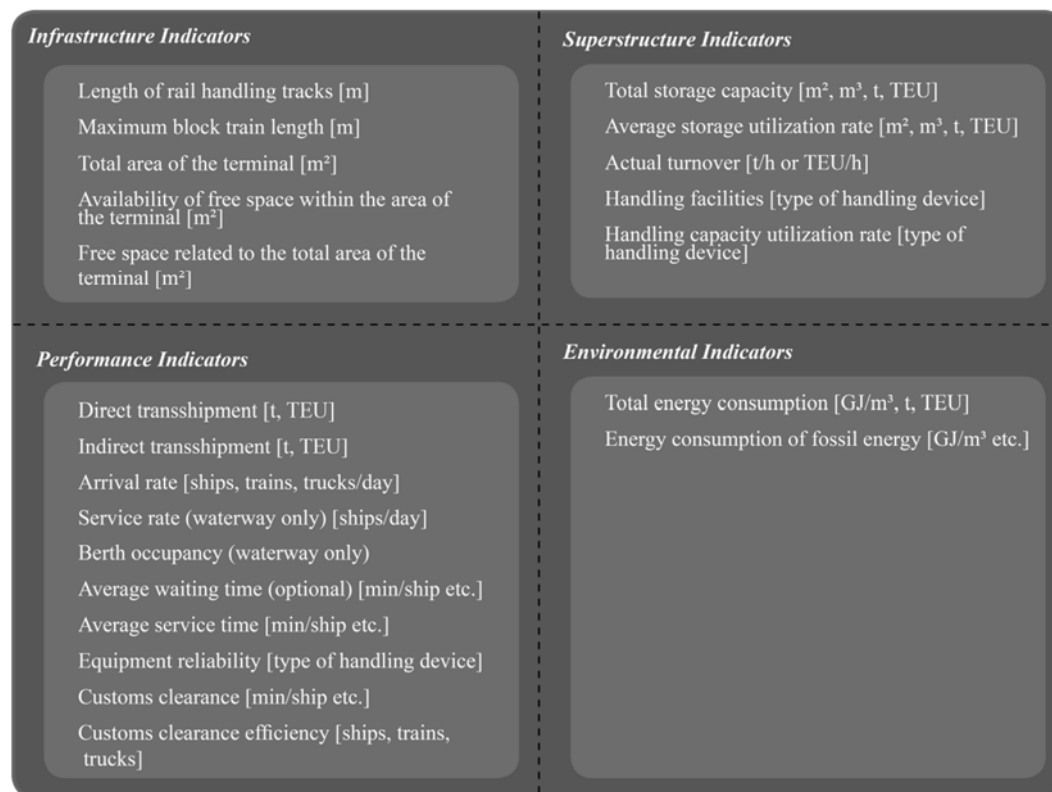 Infrastructure Indicators
Length of rail handling tracks [m]
Maximum block train length [m]
Total area of the terminal [m²]
Availability of free space within the area of
the terminal [m²]
Free space related to the total area of the
terminal [m²]
Superstructure Indicators
Total storage capacity [m², m³, t, TEU]
Average storage utilization rate [m², m³, t, TEU]
Actual turnover [t/h or TEU/h]
Handling facilities [type of handling device]
Handling capacity utilization rate [type of
handling device]
Performance Indicators
Direct transshipment [t, TEU]
Indirect transshipment [t, TEU]
Arrival rate [ships, trains, trucks/day]
Service rate (waterway only) [ships/day]
Berth occupancy (waterway only)
Average waiting time (optional) [min/ship etc.]
Average service time [min/ship etc.]
Equipment reliability [type of handling device]
Customs clearance [min/ship etc.]
Customs clearance efficiency [ships, trains,
trucks]
Environmental Indicators
Total energy consumption [GJ/m³, t, TEU]
Energy consumption of fossil energy [GJ/m³ etc.]